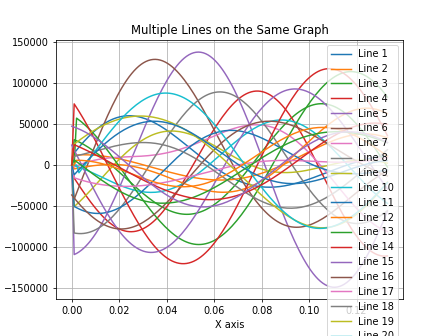 Multiple Lines on the Same Graph
150000
100000
50000
0
−50000
−100000
−150000
0.00
0.02
0.04
0.06
0.08
0.10
X axis
Line 1
Line 2
Line 3
Line 4
Line 5
Line 6
Line 7
Line 8
Line 9
Line 10
Line 11
Line 12
Line 13
Line 14
Line 15
Line 16
Line 17
Line 18
Line 19
Line 20